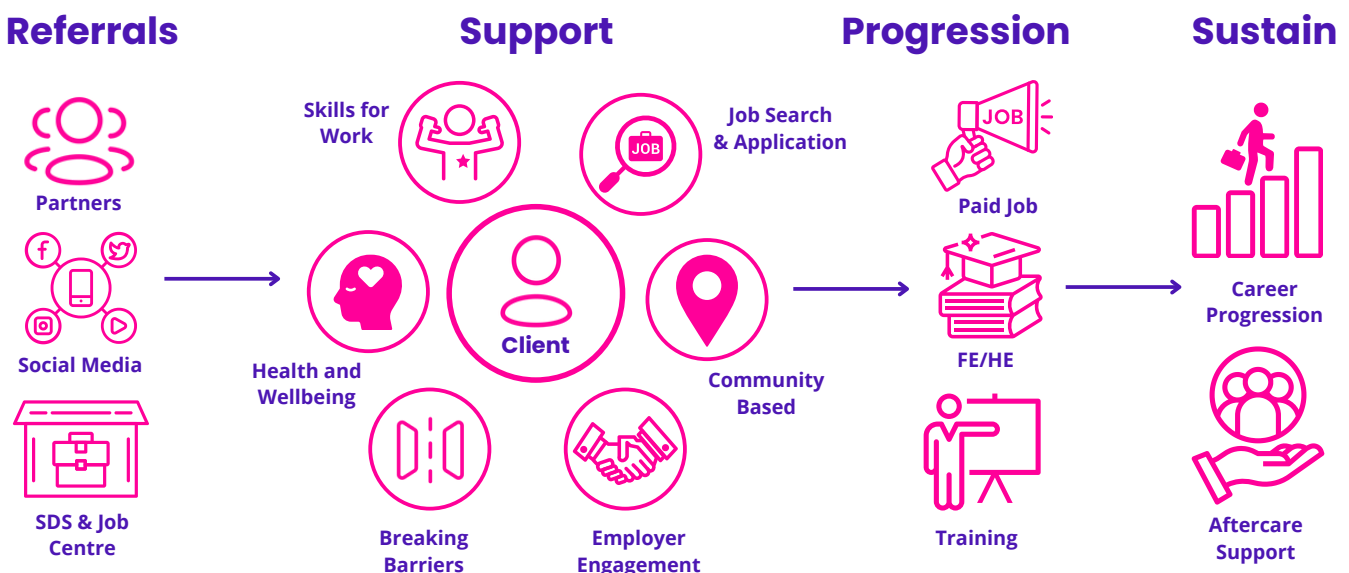 Referrals
Support
Progression
Sustain
Partners
Social Media
SDS & Job
Centre
Skills for
Work
JOB
Job Search
& Application
Health and
Wellbeing
Client
Community
Based
Breaking
Barriers
Employer
Engagement
JOB
Paid Job
FE/HE
Training
Career
Progression
Aftercare
Support